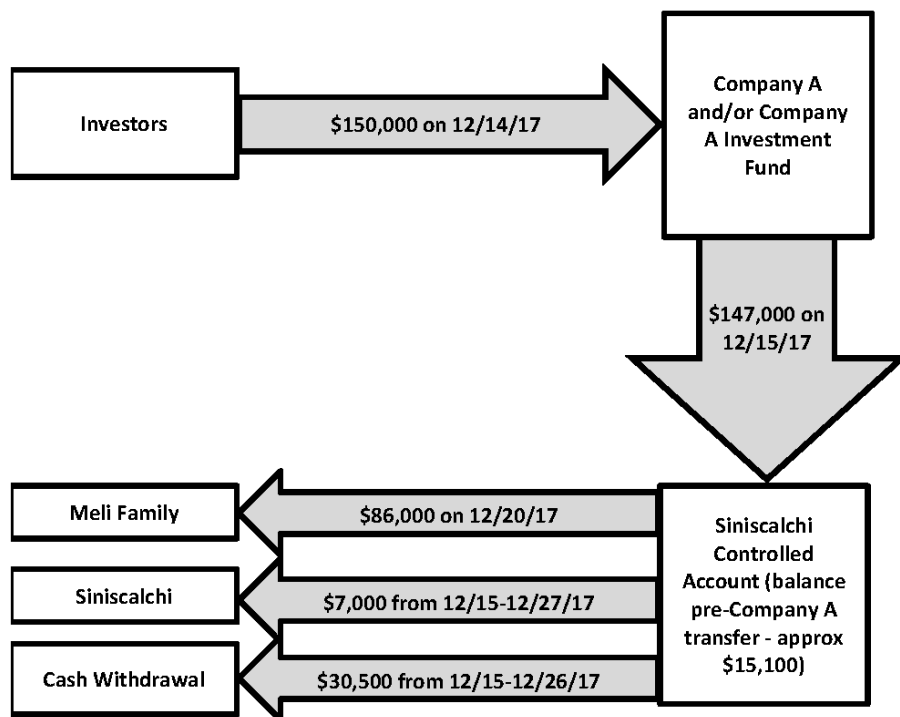 Investors
$150,000 on 12/14/17
Company A
and/or Company
A Investment
Fund
$147,000 on
12/15/17
Meli Family
$86,000 on 12/20/17
Siniscalchi
$7,000 from 12/15-12/27/17
Cash Withdrawal
$30,500 from 12/15-12/26/17
Siniscalchi
Controlled
Account (balance
pre-Company A
transfer - approx
$15,100)